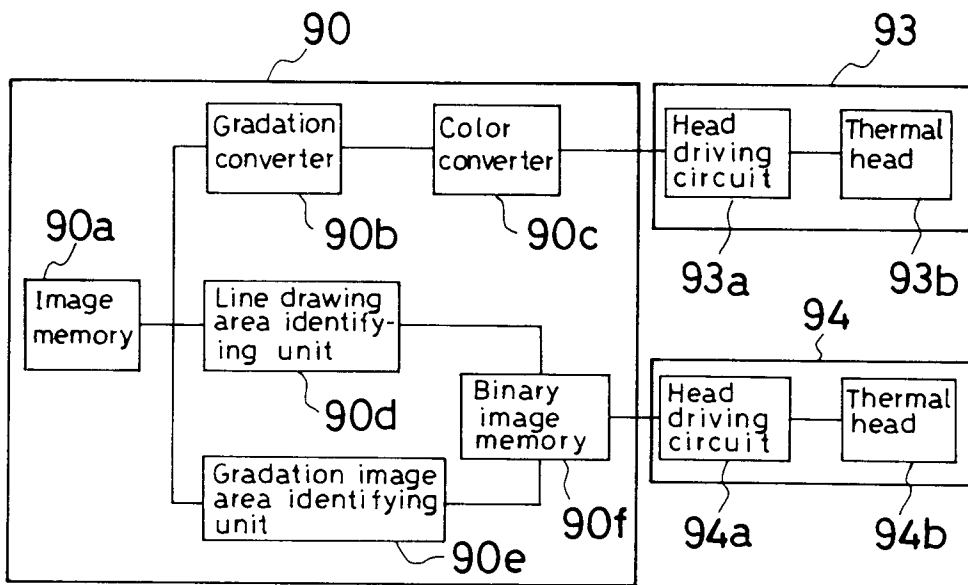 90
93
Gradation
converter
Color
converter
Head
driving
circuit
Thermal
head
90a
90b
90c
93a
93b
Image
memory
Line drawing
area identify-
ing unit
94
90d
Binary
image
memory
Head
driving
circuit
Thermal
head
Gradation image
area identifying
unit
90e
90f
94a
94b